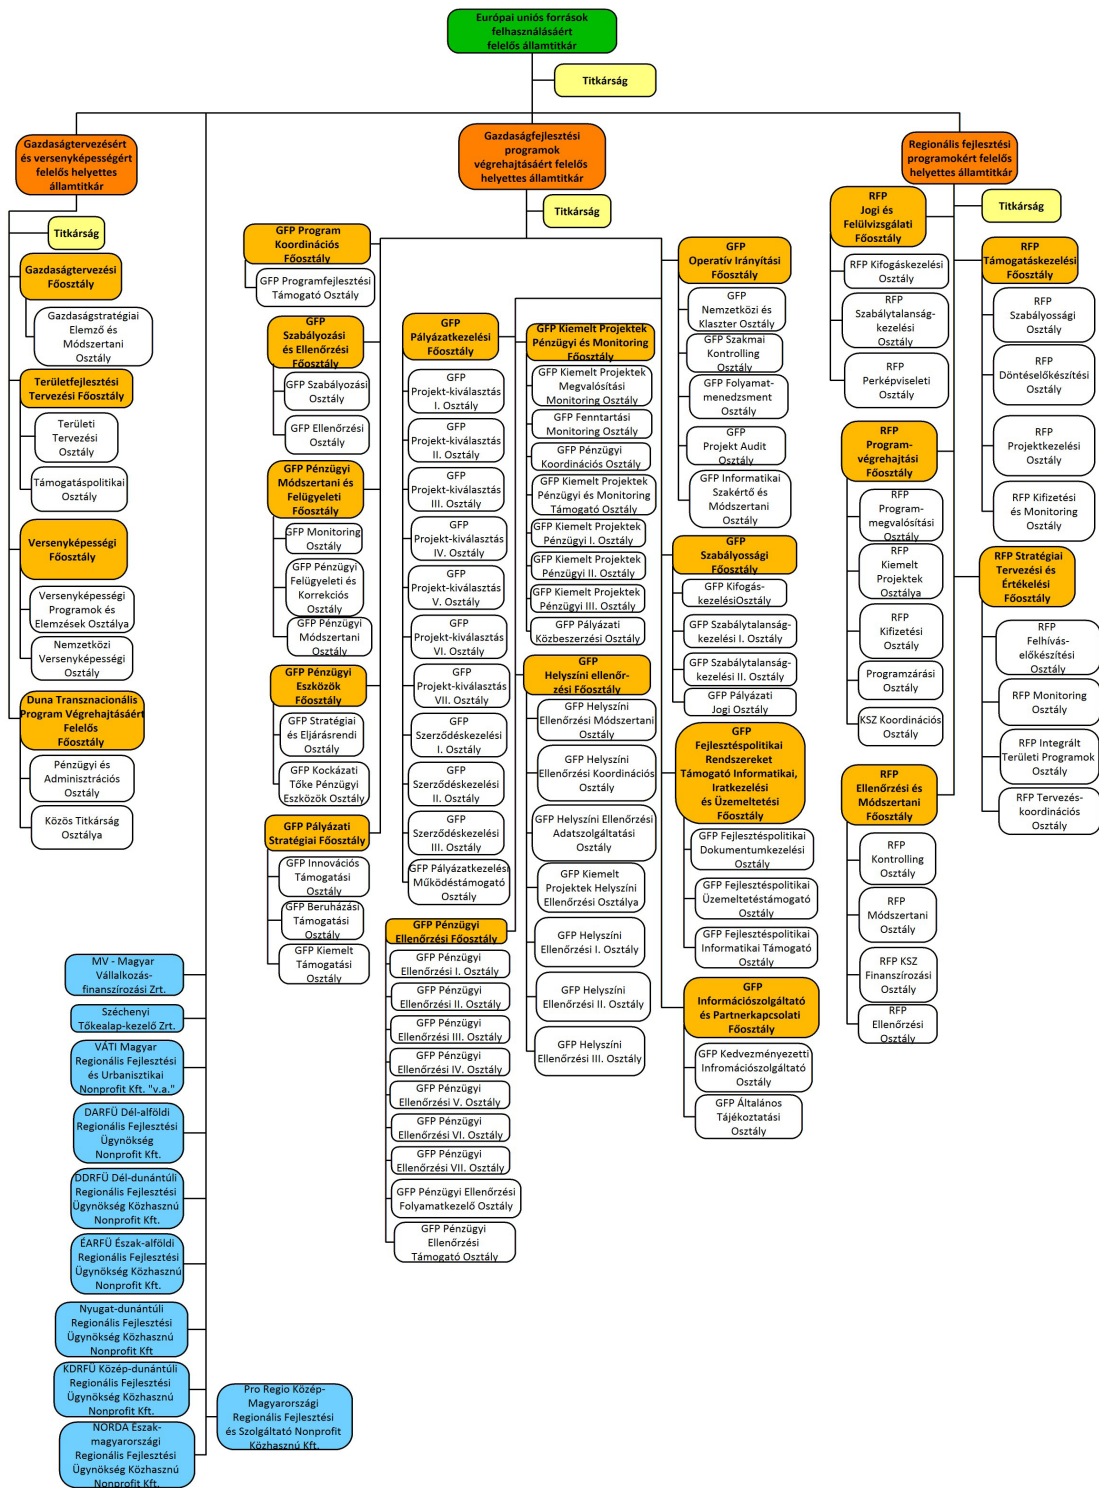 Európai uniós források
felhasználásáért
felelős államtitkár
Titkárság
Gazdaságtervezésért
és versenyképességért
felelős helyettes
államtitkár
Titkárság
Gazdaságtervezési
Főosztály
Gazdaságstratégiai
Elemző és
Módszertani Osztály
Területfejlesztési
Tervezési Főosztály
Területi
Tervezési
Osztály
Támogatáspolitikai
Osztály
Versenyképességi
Főosztály
Versenyképességi
Programok és
Elemzések Osztálya
Nemzetközi
Versenyképességi
Osztály
Duna Transznacionális
Program Végrehajtásáért
Felelős
Főosztály
Pénzügyi és
Adminisztrációs
Osztály
Közös Titkárság
Osztálya
Gazdaságfejlesztési
programok
végrehajtásáért felelős
helyettes államtitkár
Titkárság
GFP Program
Koordinációs
Főosztály
GFP Programfejlesztési
Támogató Osztály
GFP
Szabályozási
és Ellenőrzési
Főosztály
GFP Szabályozási
Osztály
GFP Ellenőrzési
Osztály
GFP Pénzügyi
Módszertani és
Felügyeleti
Főosztály
GFP Monitoring
Osztály
GFP Pénzügyi
Felügyeleti és
Korrekciós Osztály
GFP Pénzügyi
Módszertani
Osztály
GFP Pénzügyi
Eszközök
Főosztály
GFP Stratégiai
és Eljárásrendi
Osztály
GFP Kockázati
Tőke Pénzügyi
Eszközök Osztály
GFP Pályázati
Stratégiai Főosztály
GFP Innovációs
Támogatási
Osztály
GFP Beruházási
Támogatási
Osztály
GFP Kiemelt
Támogatási
Osztály
GFP
Pályázatkezelési
Főosztály
GFP
Projekt-kiválasztás
I. Osztály
GFP
Projekt-kiválasztás
II. Osztály
GFP
Projekt-kiválasztás
III. Osztály
GFP
Projekt-kiválasztás
IV. Osztály
GFP
Projekt-kiválasztás
V. Osztály
GFP
Projekt-kiválasztás
VI. Osztály
GFP
Projekt-kiválasztás
VII. Osztály
GFP
Szerződéskezelési
I. Osztály
GFP
Szerződéskezelési
II. Osztály
GFP
Szerződéskezelési
III. Osztály
GFP Pályázatkezelési
Működéstámogató
Osztály
GFP Pénzügyi
Ellenőrzési Főosztály
GFP Pénzügyi
Ellenőrzési I. Osztály
GFP Pénzügyi
Ellenőrzési II. Osztály
GFP Pénzügyi
Ellenőrzési III. Osztály
GFP Pénzügyi
Ellenőrzési IV. Osztály
GFP Pénzügyi
Ellenőrzési V. Osztály
GFP Pénzügyi
Ellenőrzési VI. Osztály
GFP Pénzügyi
Ellenőrzési VII. Osztály
GFP Pénzügyi Ellenőrzési
Folyamatkezelő Osztály
GFP Pénzügyi
Ellenőrzési
Támogató Osztály
GFP Kiemelt Projektek
Pénzügyi és Monitoring
Főosztály
GFP Kiemelt Projektek
Megvalósítási
Monitoring Osztály
GFP Fenntartási
Monitoring Osztály
GFP Pénzügyi
Koordinációs Osztály
GFP Kiemelt Projektek
Pénzügyi és Monitoring
Támogató Osztály
GFP Kiemelt Projektek
Pénzügyi I. Osztály
GFP Kiemelt Projektek
Pénzügyi II. Osztály
GFP Kiemelt Projektek
Pénzügyi III. Osztály
GFP Pályázati
Közbeszerzési Osztály
GFP
Helyszíni ellenőr-
zési Főosztály
GFP Helyszíni
Ellenőrzési Módszertani
Osztály
GFP Helyszíni
Ellenőrzési Koordinációs
Osztály
GFP Helyszíni Ellenőrzési
Adatszolgáltatási
Osztály
GFP Kiemelt
Projektek Helyszíni
Ellenőrzési Osztálya
GFP Helyszíni
Ellenőrzési I. Osztály
GFP Helyszíni
Ellenőrzési II. Osztály
GFP Helyszíni
Ellenőrzési III. Osztály
GFP
Operatív Irányítási
Főosztály
GFP
Nemzetközi és
Klaszter Osztály
GFP Szakmai
Kontrolling
Osztály
GFP Folyamat-
menedzsment
Osztály
GFP
Projekt Audit
Osztály
GFP Informatikai
Szakértő és
Módszertani Osztály
GFP
Szabályossági
Főosztály
GFP Kifogás-
kezelésiOsztály
GFP Szabálytalanság-
kezelési I. Osztály
GFP Szabálytalanság-
kezelési II. Osztály
GFP Pályázati
Jogi Osztály
GFP
Fejlesztéspolitikai
Rendszereket
Támogató Informatikai,
Iratkezelési
és Üzemeltetési
Főosztály
GFP Fejlesztéspolitikai
Dokumentumkezelési
Osztály
GFP Fejlesztéspolitikai
Üzemeltetéstámogató
Osztály
GFP Fejlesztéspolitikai
Informatikai Támogató
Osztály
GFP
Információszolgáltató
és Partnerkapcsolati
Főosztály
GFP Kedvezményezetti
Infromációszolgáltató
Osztály
GFP Általános
Tájékoztatási
Osztály
Regionális fejlesztési
programokért felelős
helyettes államtitkár
Titkárság
RFP
Jogi és
Felülvizsgálati
Főosztály
RFP Kifogáskezelési
Osztály
RFP
Szabálytalanság-
kezelési Osztály
RFP
Perképviseleti
Osztály
RFP
Program-
végrehajtási
Főosztály
RFP
Program-
megvalósítási
Osztály
RFP
Kiemelt
Projektek
Osztálya
RFP
Kifizetési
Osztály
Programzárási
Osztály
KSZ Koordinációs
Osztály
RFP
Ellenőrzési és
Módszertani
Főosztály
RFP
Kontrolling
Osztály
RFP
Módszertani
Osztály
RFP KSZ
Finanszírozási
Osztály
RFP
Ellenőrzési Osztály
RFP
Támogatáskezelési
Főosztály
RFP
Szabályossági
Osztály
RFP
Döntéselőkészítési
Osztály
RFP
Projektkezelési
Osztály
RFP Kifizetési
és Monitoring
Osztály
RFP Stratégiai
Tervezési és
Értékelési
Főosztály
RFP
Felhívás-
előkészítési
Osztály
RFP Monitoring
Osztály
RFP Integrált
Területi Programok
Osztály
RFP Tervezés-
koordinációs
Osztály
MV - Magyar
Vállalkozás-
finanszírozási Zrt.
Széchenyi
Tőkealap-kezelő Zrt.
VÁTI Magyar
Regionális Fejlesztési
és Urbanisztikai
Nonprofit Kft. "v.a."
DARFÜ Dél-alföldi
Regionális Fejlesztési
Ügynökség
Nonprofit Kft.
DDRFÜ Dél-dunántúli
Regionális Fejlesztési
Ügynökség Közhasznú
Nonprofit Kft.
ÉARFÜ Észak-alföldi
Regionális Fejlesztési
Ügynökség Közhasznú
Nonprofit Kft.
Nyugat-dunántúli
Regionális Fejlesztési
Ügynökség Közhasznú
Nonprofit Kft
KDRFÜ Közép-dunántúli
Regionális Fejlesztési
Ügynökség Közhasznú
Nonprofit Kft.
NORDA Észak-
magyarországi
Regionális Fejlesztési
Ügynökség Közhasznú
Nonprofit Kft.
Pro Regio Közép-
Magyarországi
Regionális Fejlesztési
és Szolgáltató Nonprofit
Közhasznú Kft.